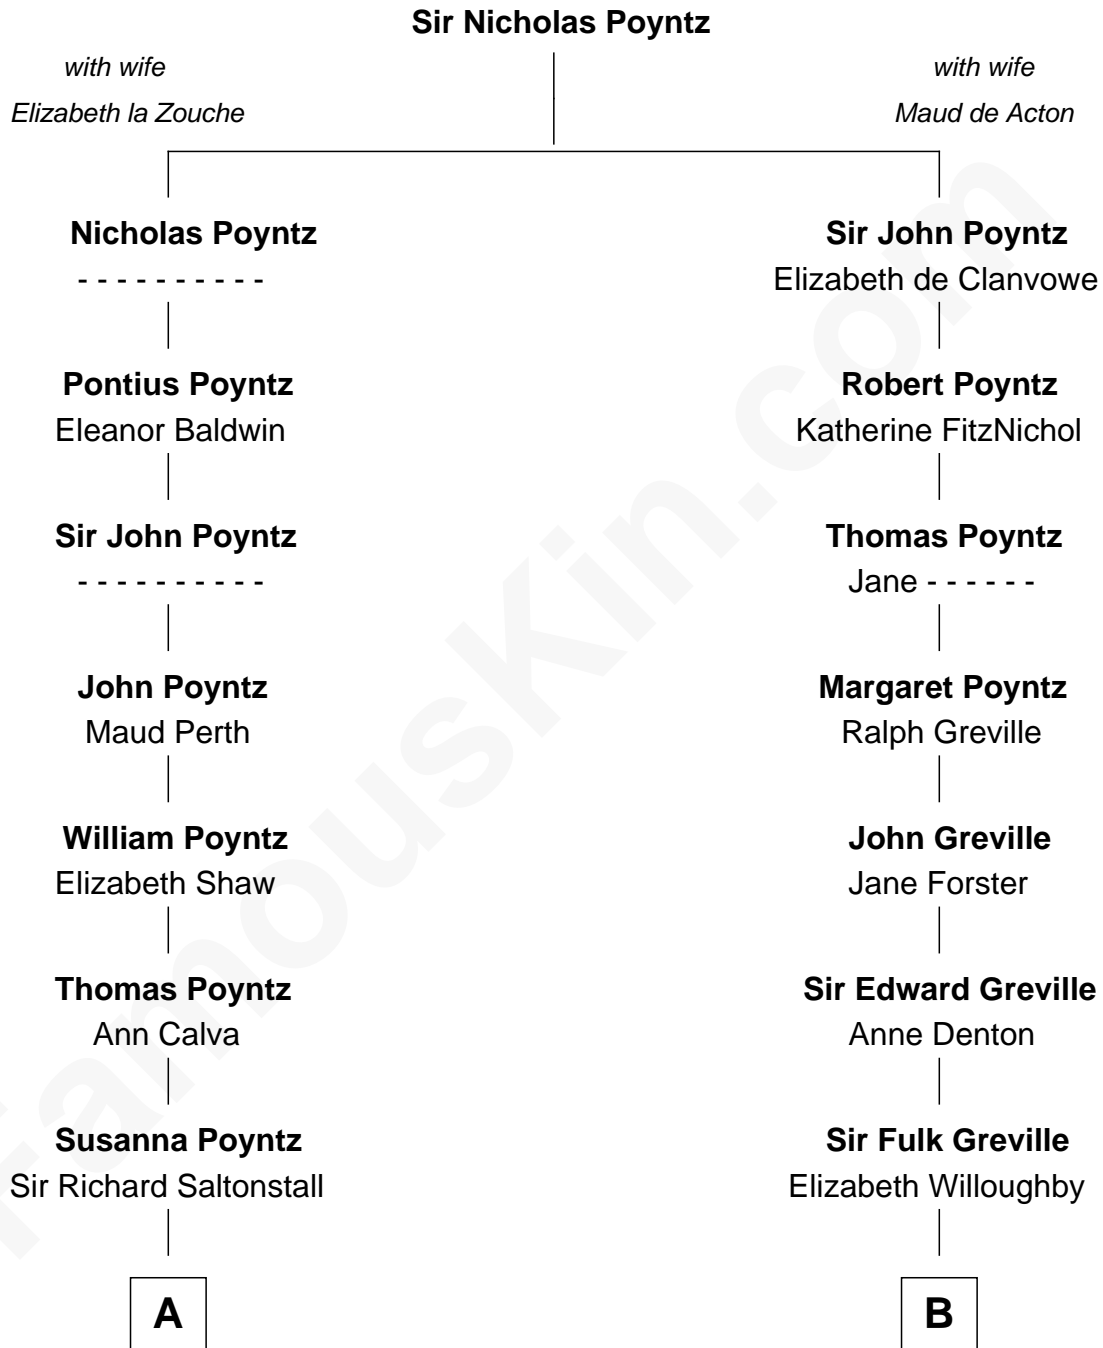 Sir Nicholas Poyntz
with wife
Elizabeth la Zouche
with wife
Maud de Acton
Nicholas Poyntz
- - - - - - - - - -
Pontius Poyntz
Eleanor Baldwin
Sir John Poyntz
- - - - - - - - - -
John Poyntz
Maud Perth
William Poyntz
Elizabeth Shaw
Thomas Poyntz
Ann Calva
Susanna Poyntz
Sir Richard Saltonstall
A
Sir John Poyntz
Elizabeth de Clanvowe
Robert Poyntz
Katherine FitzNichol
Thomas Poyntz
Jane - - - - - -
Margaret Poyntz
Ralph Greville
John Greville
Jane Forster
Sir Edward Greville
Anne Denton
Sir Fulk Greville
Elizabeth Willoughby
B
FamousKin.com